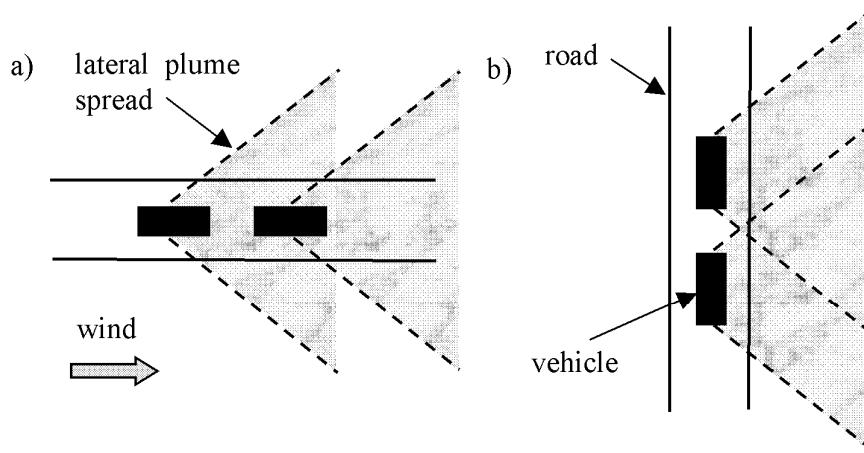 a)
lateral plume
spread
wind
b)
road
vehicle